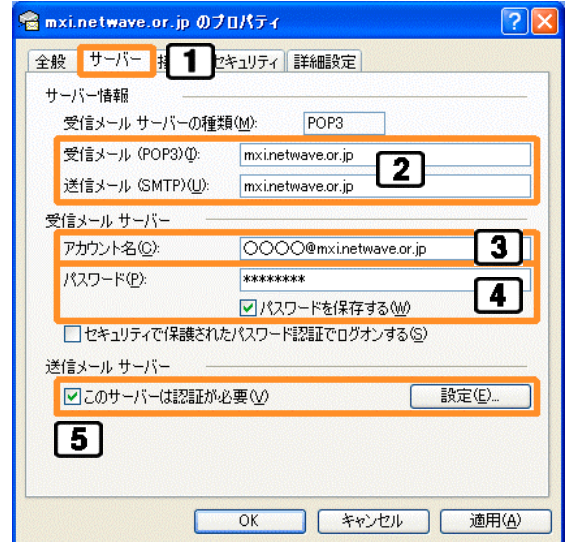 mxi.netwave.or.jp のプロパティ
全般 サーバー 1 セキュリティ 詳細設定
サーバー情報
受信メール サーバーの種類(M): POP3
受信メール (POP3)(I): mxi.netwave.or.jp
2
送信メール (SMTP)(U): mxi.netwave.or.jp
受信メール サーバー
アカウント名(C): 〇〇〇〇@mxi.netwave.or.jp 3
パスワード(P): ********
4
パスワードを保存する(W)
セキュリティで保護されたパスワード認証でログオンする(S)
送信メール サーバー
このサーバーは認証が必要(V) 設定(E)...
5
OK キャンセル 適用(A)